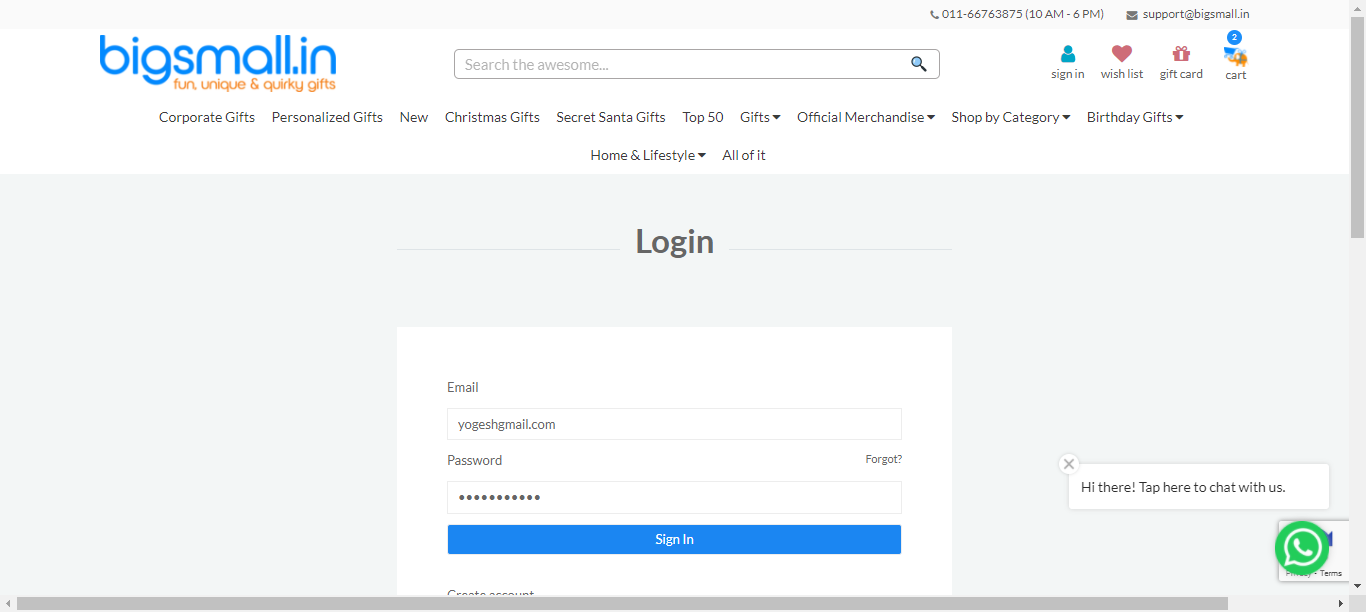 011-66763875 (10 AM - 6 PM) support@bigsmall.in
bigsmall.in
fun, unique & quirky gifts
Search the awesome...
2
sign in wish list gift card cart
Corporate Gifts Personalized Gifts New Christmas Gifts Secret Santa Gifts Top 50 Gifts Official Merchandise Shop by Category Birthday Gifts
Home & Lifestyle All of it
Login
Email
yogeshgmail.com
Password Forgot?
•••••••••••
Hi there! Tap here to chat with us.
Sign In
- Terms
Create account